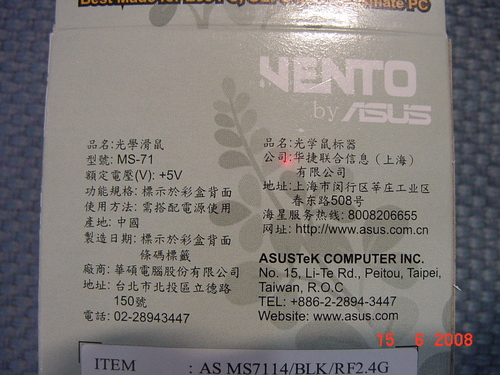 VENTO
by ASUS
品名:光學滑鼠
型號: MS-71
額定電壓(V): +5V
功能規格: 標示於彩盒背面
使用方法: 需搭配電源使用
產地: 中國
製造日期: 標示於彩盒背面
條碼標籤
廠商: 華碩電腦股份有限公司
地址: 台北市北投區立德路
150號
電話: 02-28943447
品名:光学鼠标器
公司:华捷联合信息（上海）
有限公司
地址:上海市闵行区莘庄工业区
春东路508号
海星服务热线: 8008206655
网址: http://www.asus.com.cn
ASUSTeK COMPUTER INC.
No. 15, Li-Te Rd., Peitou, Taipei,
Taiwan, R.O.C
TEL: +886-2-2894-3447
Website: www.asus.com
15 6 2008
ITEM : AS MS7114/BLK/RF2.4G